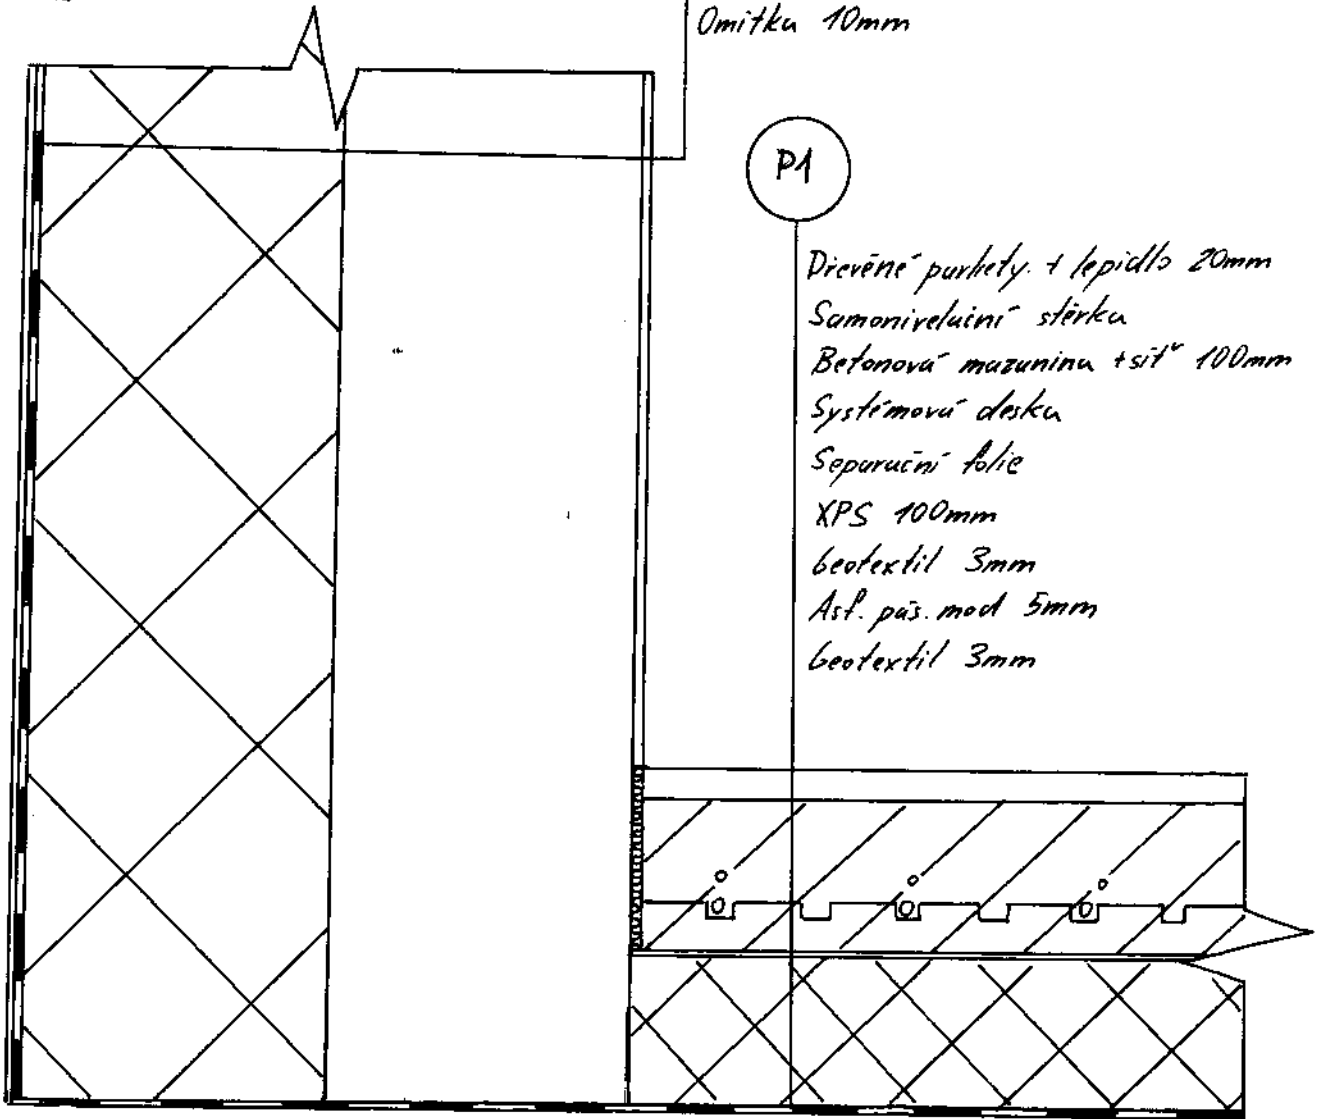 Omítka 10mm
P1
Dřevěné parkety + lepidlo 20mm
Samonivelační stěrka
Betonová mazanina + síť 100mm
Systémová deska
Separační folie
XPS 100mm
Geotextil 3mm
Asf. pás. mod 5mm
Geotextil 3mm